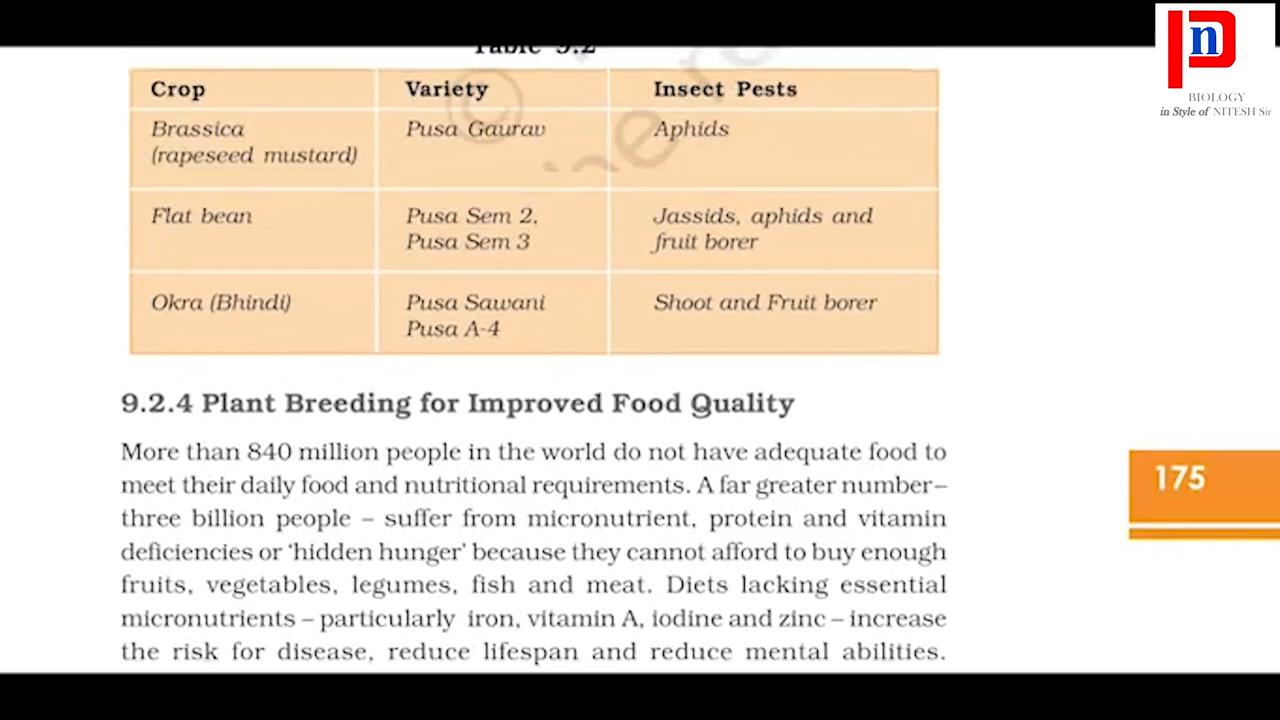 n
BIOLOGY
in Style of NITESH Sir
Table 9.2
Crop Variety Insect Pests
Brassica Pusa Gaurav Aphids
(rapeseed mustard)
Flat bean Pusa Sem 2, Jassids, aphids and
Pusa Sem 3 fruit borer
Okra (Bhindi) Pusa Sawani Shoot and Fruit borer
Pusa A-4
9.2.4 Plant Breeding for Improved Food Quality
More than 840 million people in the world do not have adequate food to
meet their daily food and nutritional requirements. A far greater number–
three billion people – suffer from micronutrient, protein and vitamin
deficiencies or ‘hidden hunger’ because they cannot afford to buy enough
fruits, vegetables, legumes, fish and meat. Diets lacking essential
micronutrients – particularly iron, vitamin A, iodine and zinc – increase
the risk for disease, reduce lifespan and reduce mental abilities.
175